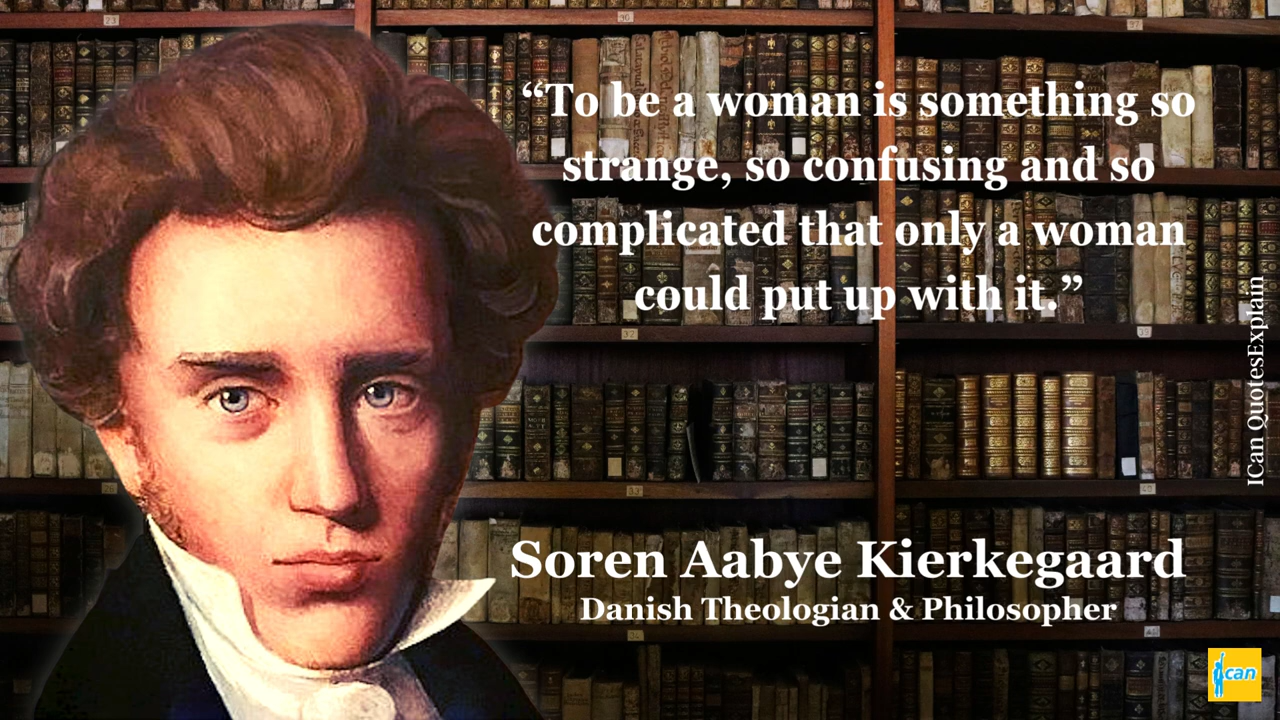 “To be a woman is something so
strange, so confusing and so
complicated that only a woman
could put up with it.”
Soren Aabye Kierkegaard
Danish Theologian & Philosopher
ICan QuotesExplain
ican